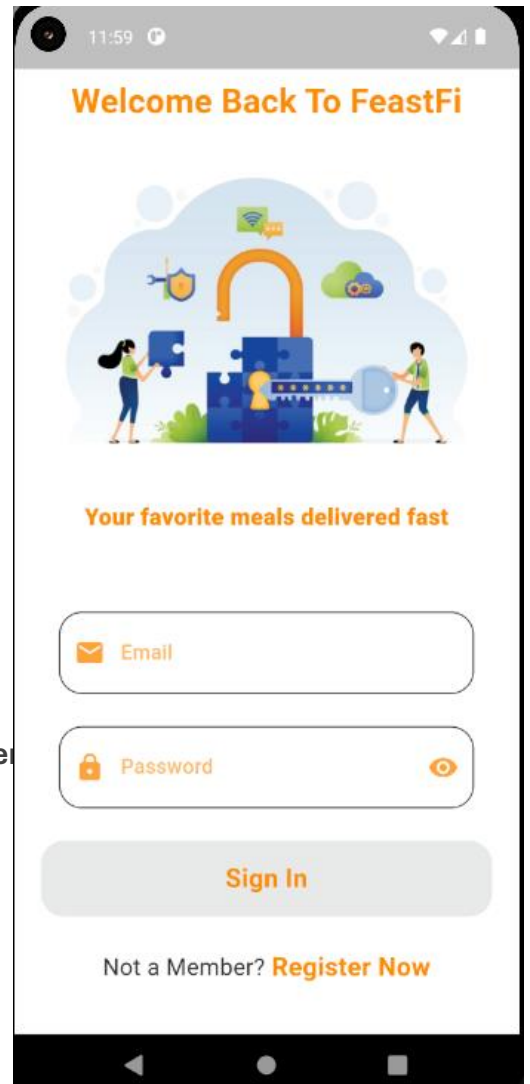 11:59
Welcome Back To FeastFi
Your favorite meals delivered fast
Email
er
Password
Sign In
Not a Member? Register Now